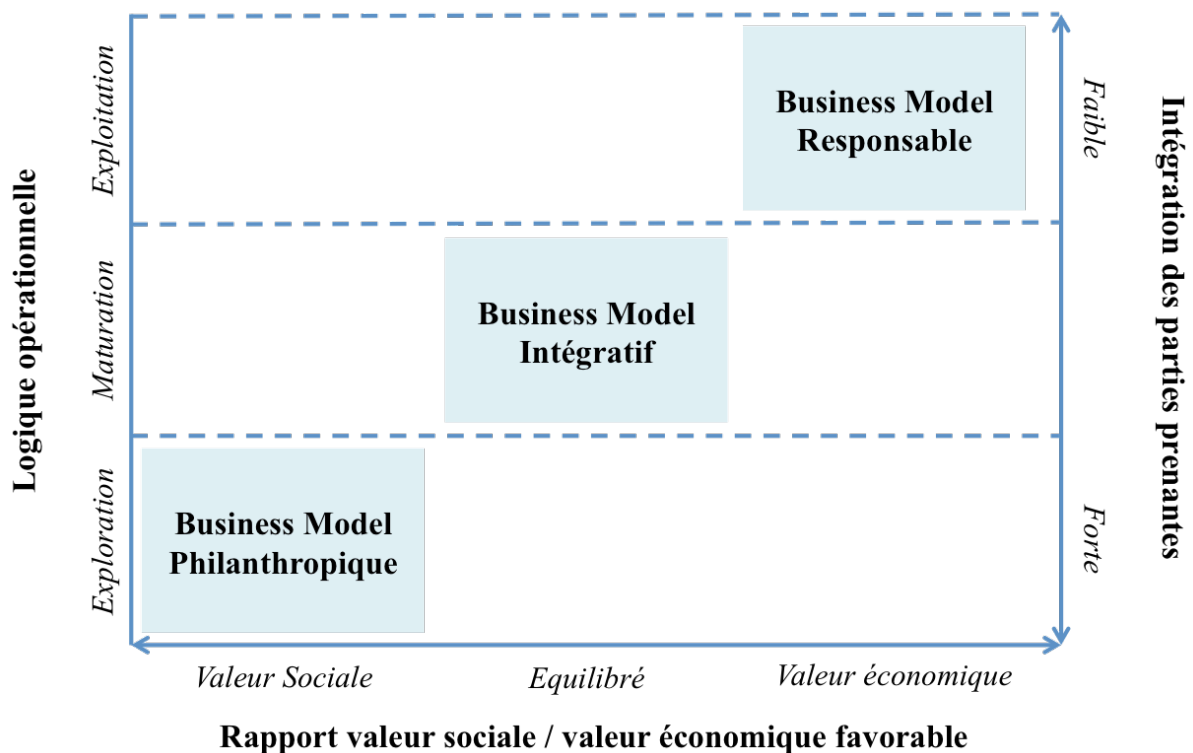 Logique opérationnelle
Exploitation
Maturation
Exploration
Business Model
Responsable
Business Model
Intégratif
Business Model
Philanthropique
Faible
Forte
Intégration des parties prenantes
Valeur Sociale
Equilibré
Valeur économique
Rapport valeur sociale / valeur économique favorable